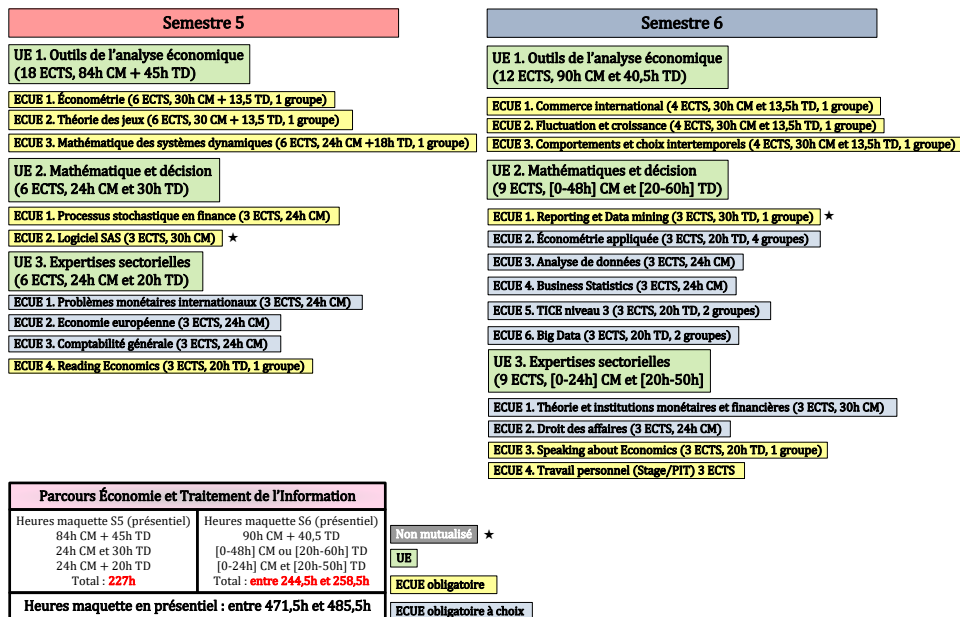 Semestre 5
UE 1. Outils de l'analyse économique
(18 ECTS, 84h CM + 45h TD)
ECUE 1. Économétrie (6 ECTS, 30h CM + 13,5 TD, 1 groupe)
ECUE 2. Théorie des jeux (6 ECTS, 30 CM + 13,5 TD, 1 groupe)
ECUE 3. Mathématique des systèmes dynamiques (6 ECTS, 24h CM +18h TD, 1 groupe)
UE 2. Mathématique et décision
(6 ECTS, 24h CM et 30h TD)
ECUE 1. Processus stochastique en finance (3 ECTS, 24h CM)
ECUE 2. Logiciel SAS (3 ECTS, 30h CM) ★
UE 3. Expertises sectorielles
(6 ECTS, 24h CM et 20h TD)
ECUE 1. Problèmes monétaires internationaux (3 ECTS, 24h CM)
ECUE 2. Economie européenne (3 ECTS, 24h CM)
ECUE 3. Comptabilité générale (3 ECTS, 24h CM)
ECUE 4. Reading Economics (3 ECTS, 20h TD, 1 groupe)
Semestre 6
UE 1. Outils de l'analyse économique
(12 ECTS, 90h CM et 40,5h TD)
ECUE 1. Commerce international (4 ECTS, 30h CM et 13,5h TD, 1 groupe)
ECUE 2. Fluctuation et croissance (4 ECTS, 30h CM et 13,5h TD, 1 groupe)
ECUE 3. Comportements et choix intertemporels (4 ECTS, 30h CM et 13,5h TD, 1 groupe)
UE 2. Mathématiques et décision
(9 ECTS, [0-48h] CM et [20-60h] TD)
ECUE 1. Reporting et Data mining (3 ECTS, 30h TD, 1 groupe) ★
ECUE 2. Économétrie appliquée (3 ECTS, 20h TD, 4 groupes)
ECUE 3. Analyse de données (3 ECTS, 24h CM)
ECUE 4. Business Statistics (3 ECTS, 24h CM)
ECUE 5. TICE niveau 3 (3 ECTS, 20h TD, 2 groupes)
ECUE 6. Big Data (3 ECTS, 20h TD, 2 groupes)
UE 3. Expertises sectorielles
(9 ECTS, [0-24h] CM et [20h-50h]
ECUE 1. Théorie et institutions monétaires et financières (3 ECTS, 30h CM)
ECUE 2. Droit des affaires (3 ECTS, 24h CM)
ECUE 3. Speaking about Economics (3 ECTS, 20h TD, 1 groupe)
ECUE 4. Travail personnel (Stage/PIT) 3 ECTS
Parcours Économie et Traitement de l'Information
Heures maquette S5 (présentiel)
84h CM + 45h TD
24h CM et 30h TD
24h CM + 20h TD
Total : 227h
Heures maquette S6 (présentiel)
90h CM + 40,5 TD
[0-48h] CM ou [20h-60h] TD
[0-24h] CM et [20h-50h] TD
Total : entre 244,5h et 258,5h
Heures maquette en présentiel : entre 471,5h et 485,5h
Non mutualisé ★
UE
ECUE obligatoire
ECUE obligatoire à choix